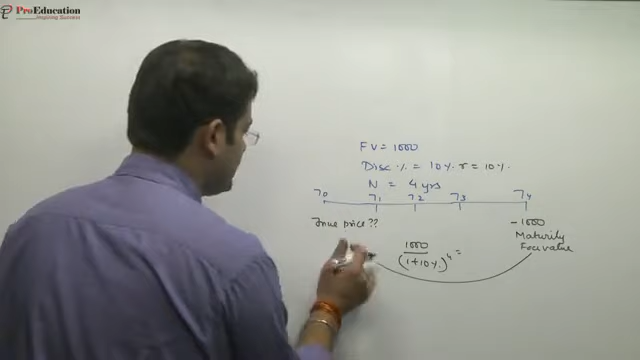 ProEducation
Inspiring Success
FV = 1000
Disc % = 10% r = 10%.
N = 4 yrs
T0 T1 T2 T3 T4
Issue price ?? -1000
Maturity
Face value
1000
(1+10%)^4 =